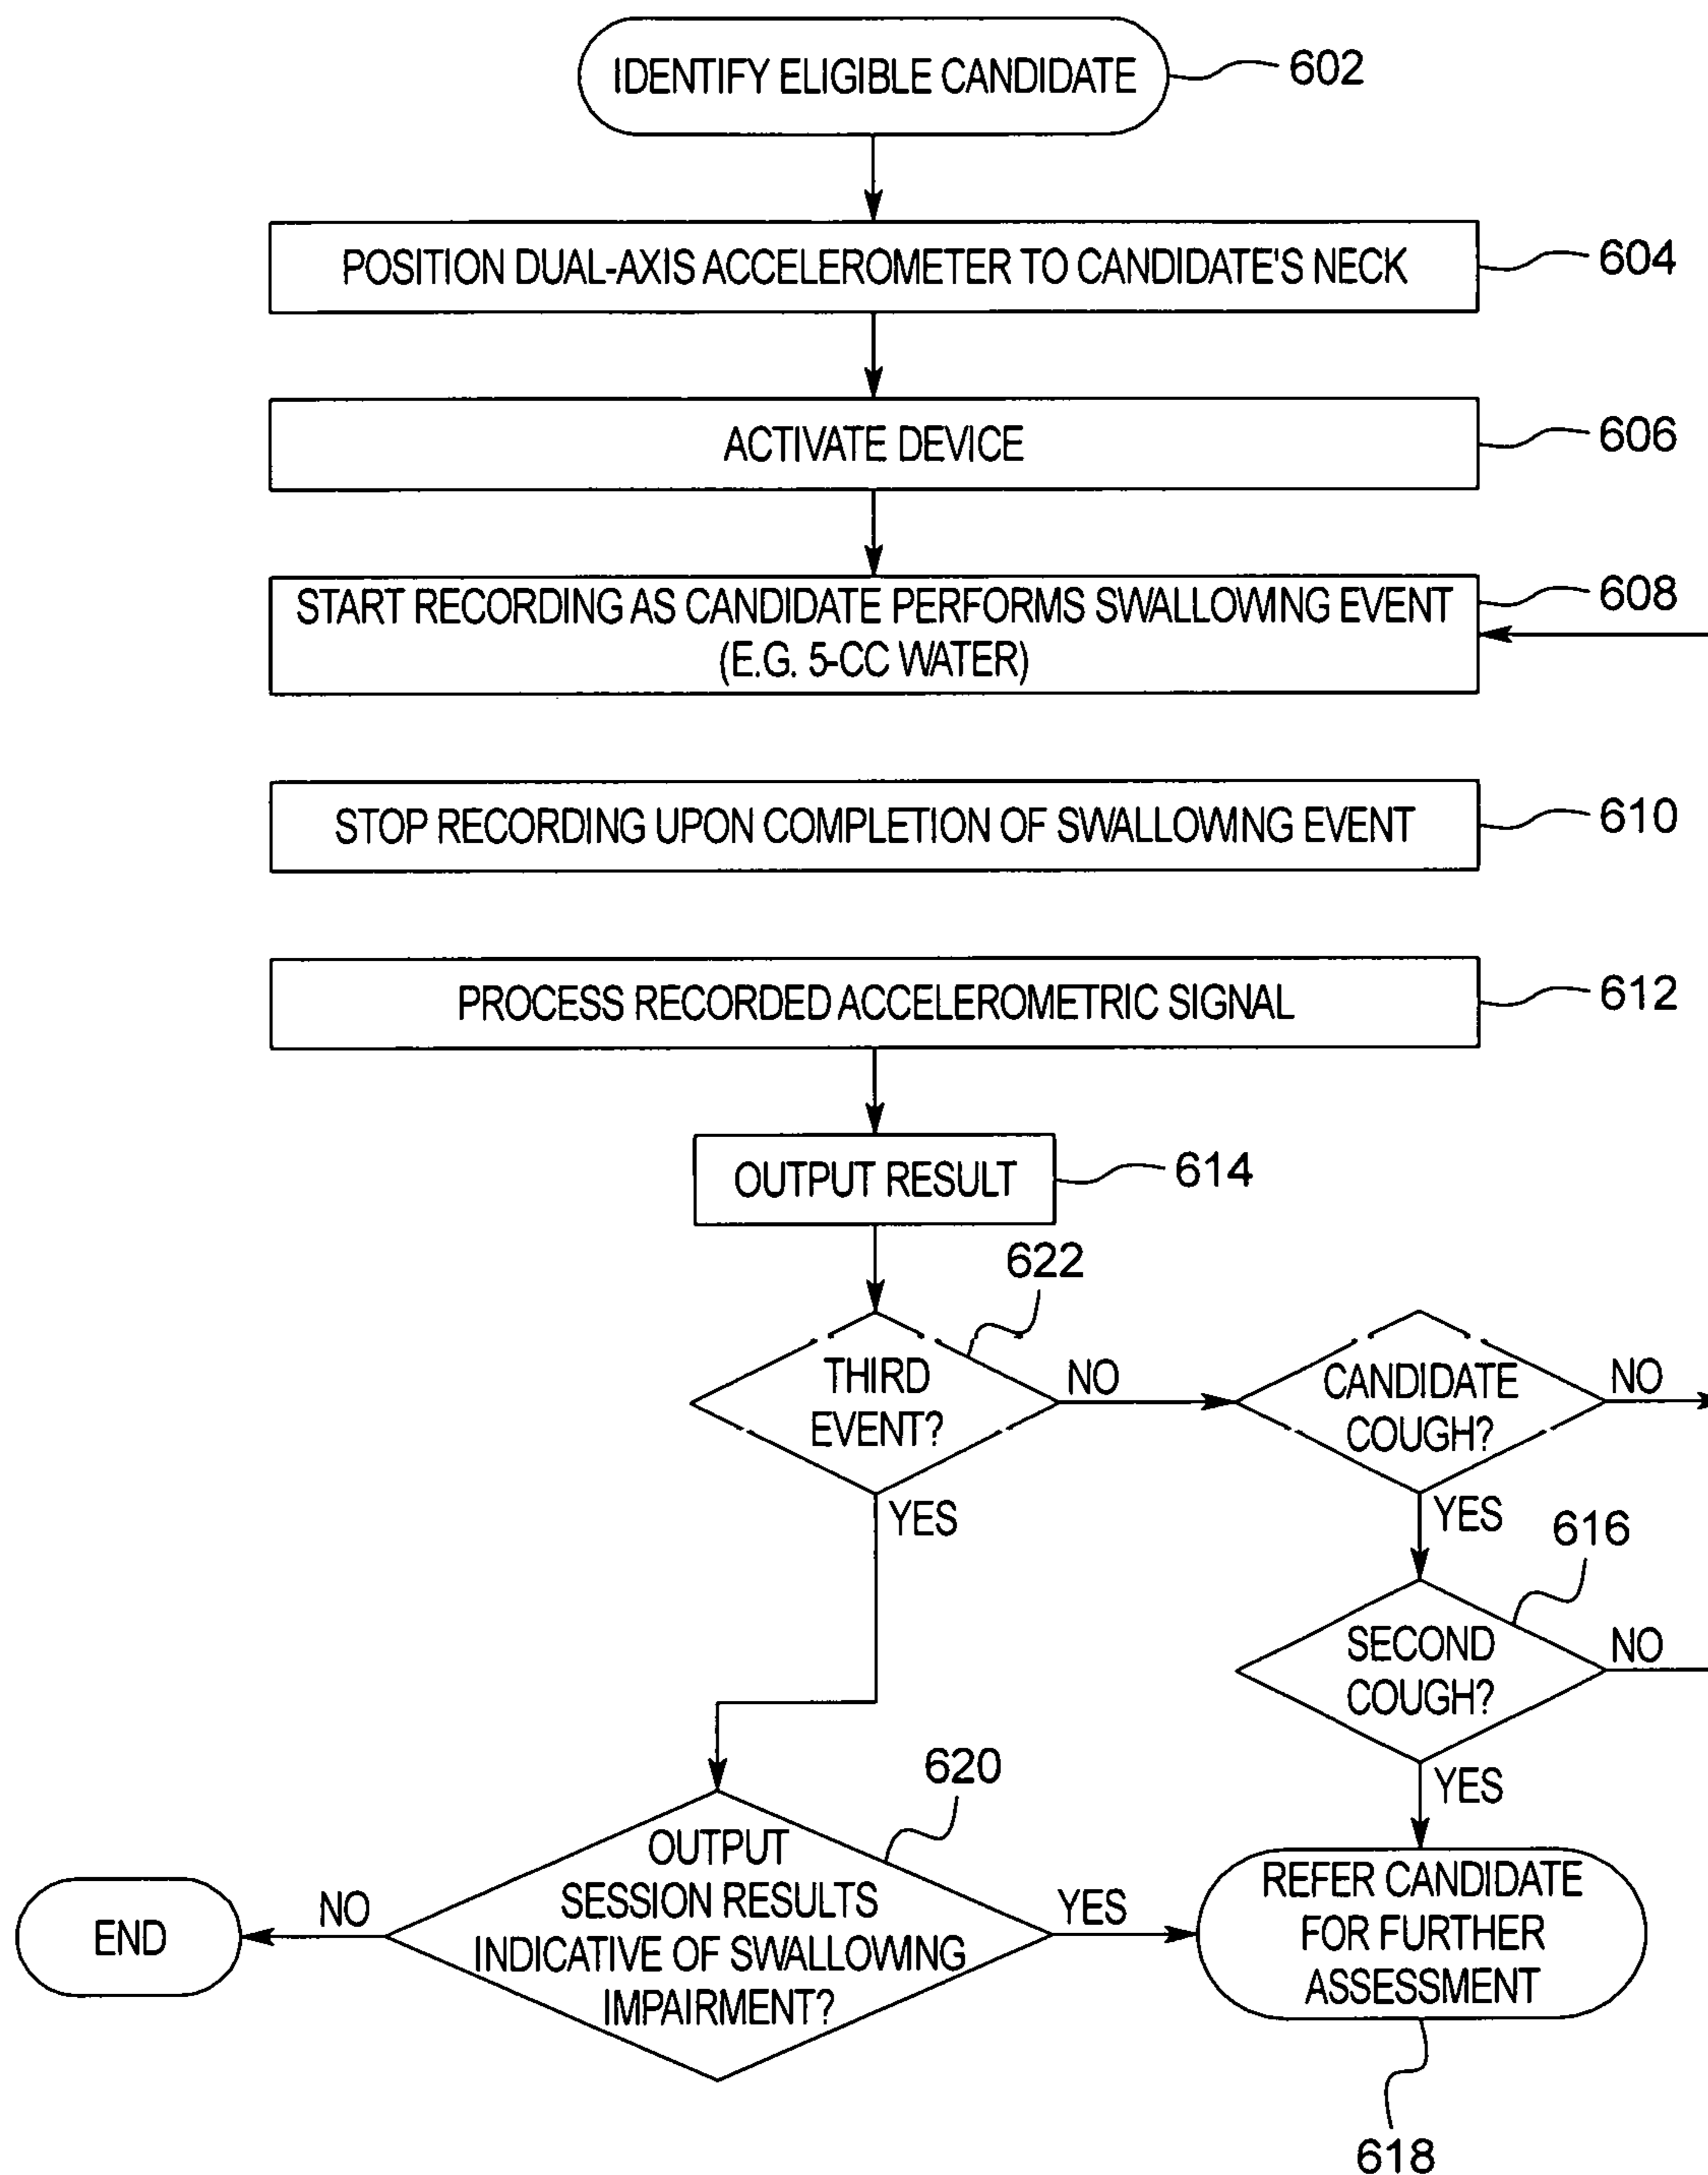 IDENTIFY ELIGIBLE CANDIDATE
602
POSITION DUAL-AXIS ACCELEROMETER TO CANDIDATE'S NECK
604
ACTIVATE DEVICE
606
START RECORDING AS CANDIDATE PERFORMS SWALLOWING EVENT
(E.G. 5-CC WATER)
608
STOP RECORDING UPON COMPLETION OF SWALLOWING EVENT
610
PROCESS RECORDED ACCELEROMETRIC SIGNAL
612
OUTPUT RESULT
614
622
THIRD
EVENT?
NO
CANDIDATE
COUGH?
NO
YES
YES
616
SECOND
COUGH?
NO
YES
620
OUTPUT
SESSION RESULTS
INDICATIVE OF SWALLOWING
IMPAIRMENT?
NO
END
YES
REFER CANDIDATE
FOR FURTHER
ASSESSMENT
618